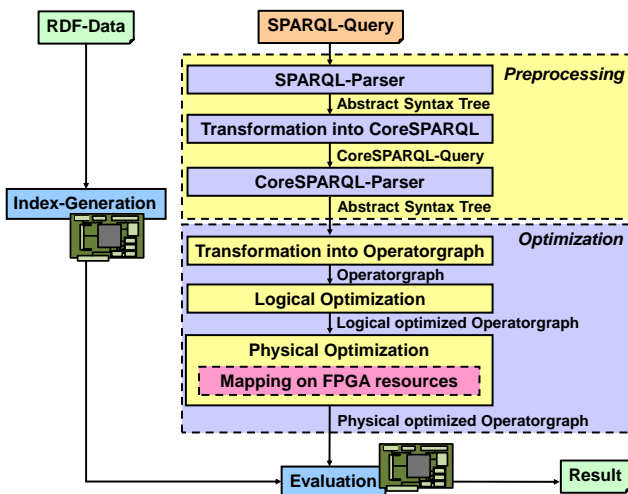 RDF-Data
SPARQL-Query
Preprocessing
SPARQL-Parser
Abstract Syntax Tree
Transformation into CoreSPARQL
CoreSPARQL-Query
CoreSPARQL-Parser
Abstract Syntax Tree
Index-Generation
Optimization
Transformation into Operatorgraph
Operatorgraph
Logical Optimization
Logical optimized Operatorgraph
Physical Optimization
Mapping on FPGA resources
Physical optimized Operatorgraph
Evaluation
Result